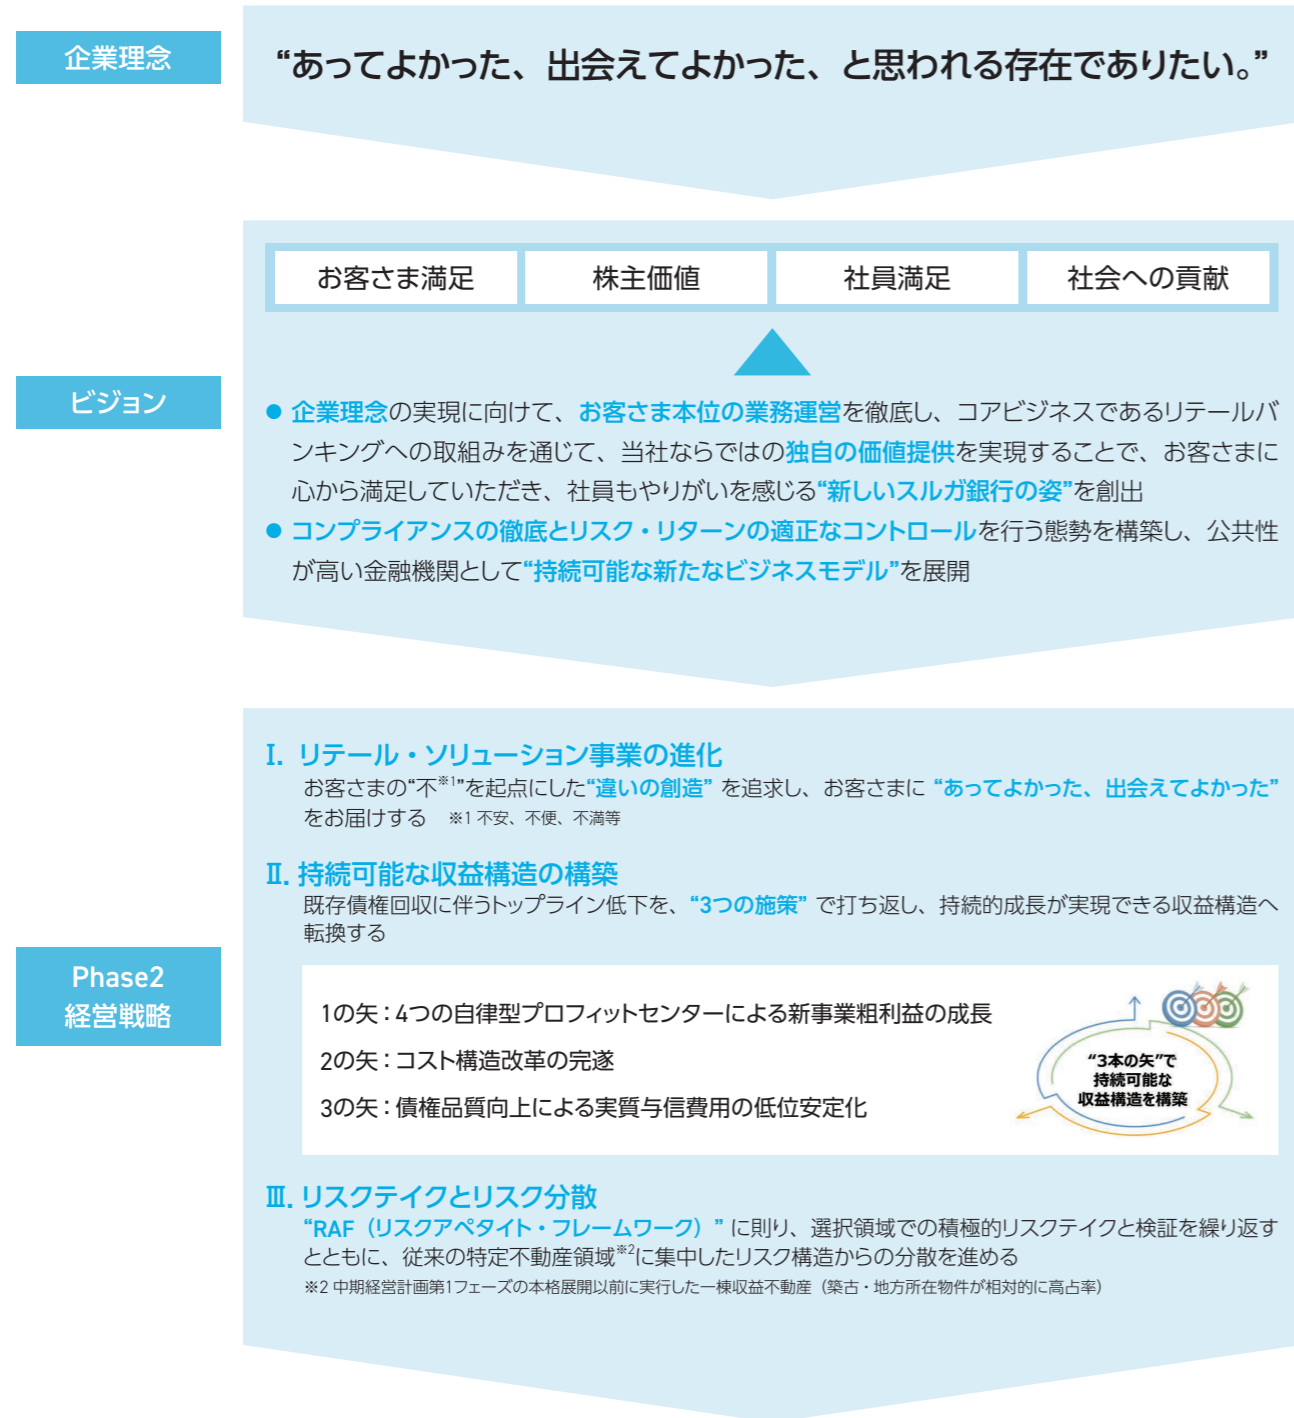 企業理念
“あってよかった、出会えてよかった、と思われる存在でありたい。”
お客さま満足
株主価値
社員満足
社会への貢献
ビジョン
● 企業理念の実現に向けて、お客さま本位の業務運営を徹底し、コアビジネスであるリテールバ
ンキングへの取組みを通じて、当社ならではの独自の価値提供を実現することで、お客さまに
心から満足していただき、社員もやりがいを感じる“新しいスルガ銀行の姿”を創出
● コンプライアンスの徹底とリスク・リターンの適正なコントロールを行う態勢を構築し、公共性
が高い金融機関として“持続可能な新たなビジネスモデル”を展開
Phase2
経営戦略
Ⅰ. リテール・ソリューション事業の進化
お客さまの“不※1”を起点にした“違いの創造” を追求し、お客さまに “あってよかった、出会えてよかった”
をお届けする ※1 不安、不便、不満等
Ⅱ. 持続可能な収益構造の構築
既存債権回収に伴うトップライン低下を、“3つの施策” で打ち返し、持続的成長が実現できる収益構造へ
転換する
1の矢：4つの自律型プロフィットセンターによる新事業粗利益の成長
2の矢：コスト構造改革の完遂
3の矢：債権品質向上による実質与信費用の低位安定化
“3本の矢”で
持続可能な
収益構造を構築
Ⅲ. リスクテイクとリスク分散
“RAF（リスクアペタイト・フレームワーク）” に則り、選択領域での積極的リスクテイクと検証を繰り返す
とともに、従来の特定不動産領域※2に集中したリスク構造からの分散を進める
※2 中期経営計画第1フェーズの本格展開以前に実行した一棟収益不動産（築古・地方所在物件が相対的に高占率）